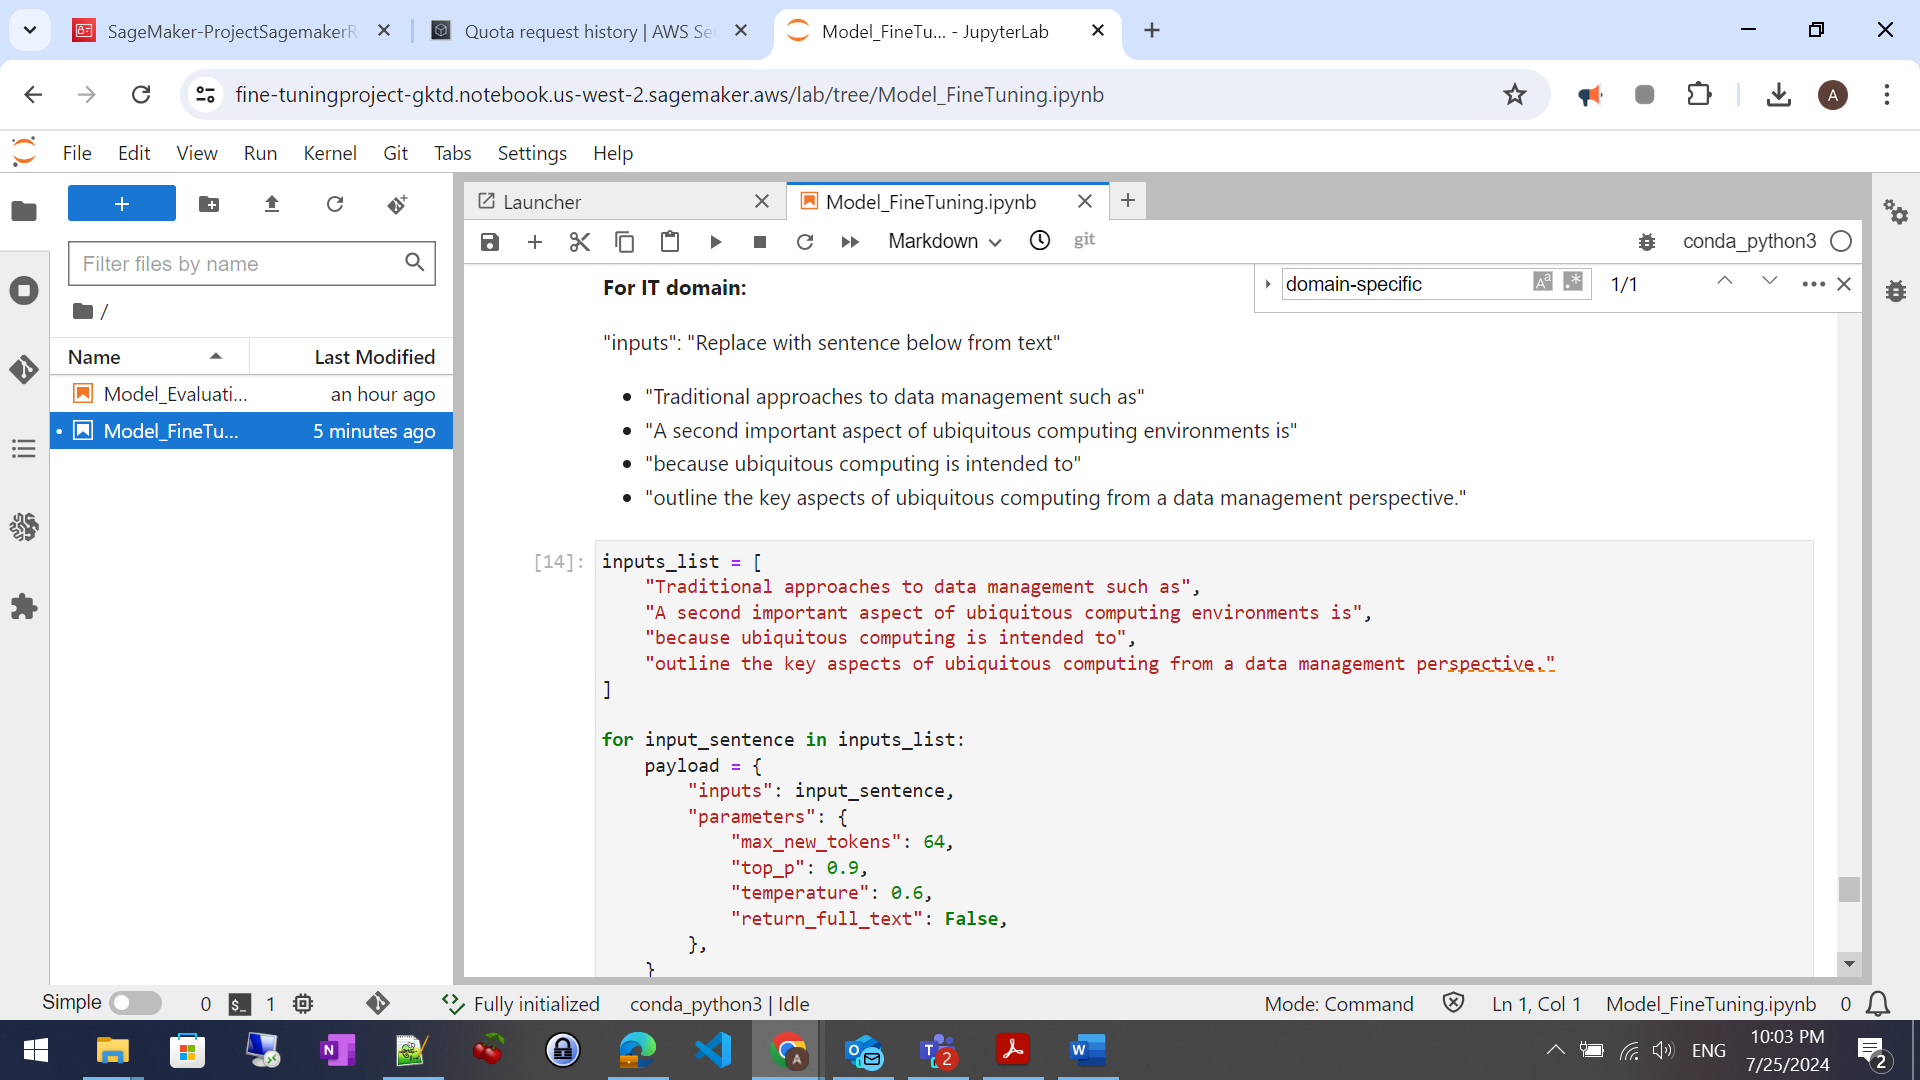 SageMaker-ProjectSagemakerR
Quota request history | AWS Se
Model_FineTu... - JupyterLab
fine-tuningproject-gktd.notebook.us-west-2.sagemaker.aws/lab/tree/Model_FineTuning.ipynb
A
File Edit View Run Kernel Git Tabs Settings Help
Launcher
Model_FineTuning.ipynb
Markdown
git
conda_python3
Filter files by name
/
Name Last Modified
Model_Evaluati... an hour ago
Model_FineTu... 5 minutes ago
domain-specific
1/1
For IT domain:
"inputs": "Replace with sentence below from text"
• "Traditional approaches to data management such as"
• "A second important aspect of ubiquitous computing environments is"
• "because ubiquitous computing is intended to"
• "outline the key aspects of ubiquitous computing from a data management perspective."
[14]:
inputs_list = [
"Traditional approaches to data management such as",
"A second important aspect of ubiquitous computing environments is",
"because ubiquitous computing is intended to",
"outline the key aspects of ubiquitous computing from a data management perspective."
]
for input_sentence in inputs_list:
payload = {
"inputs": input_sentence,
"parameters": {
"max_new_tokens": 64,
"top_p": 0.9,
"temperature": 0.6,
"return_full_text": False,
},
}
Simple 0 $_ 1 Fully initialized conda_python3 | Idle Mode: Command Ln 1, Col 1 Model_FineTuning.ipynb 0
ENG
10:03 PM
7/25/2024
2
2